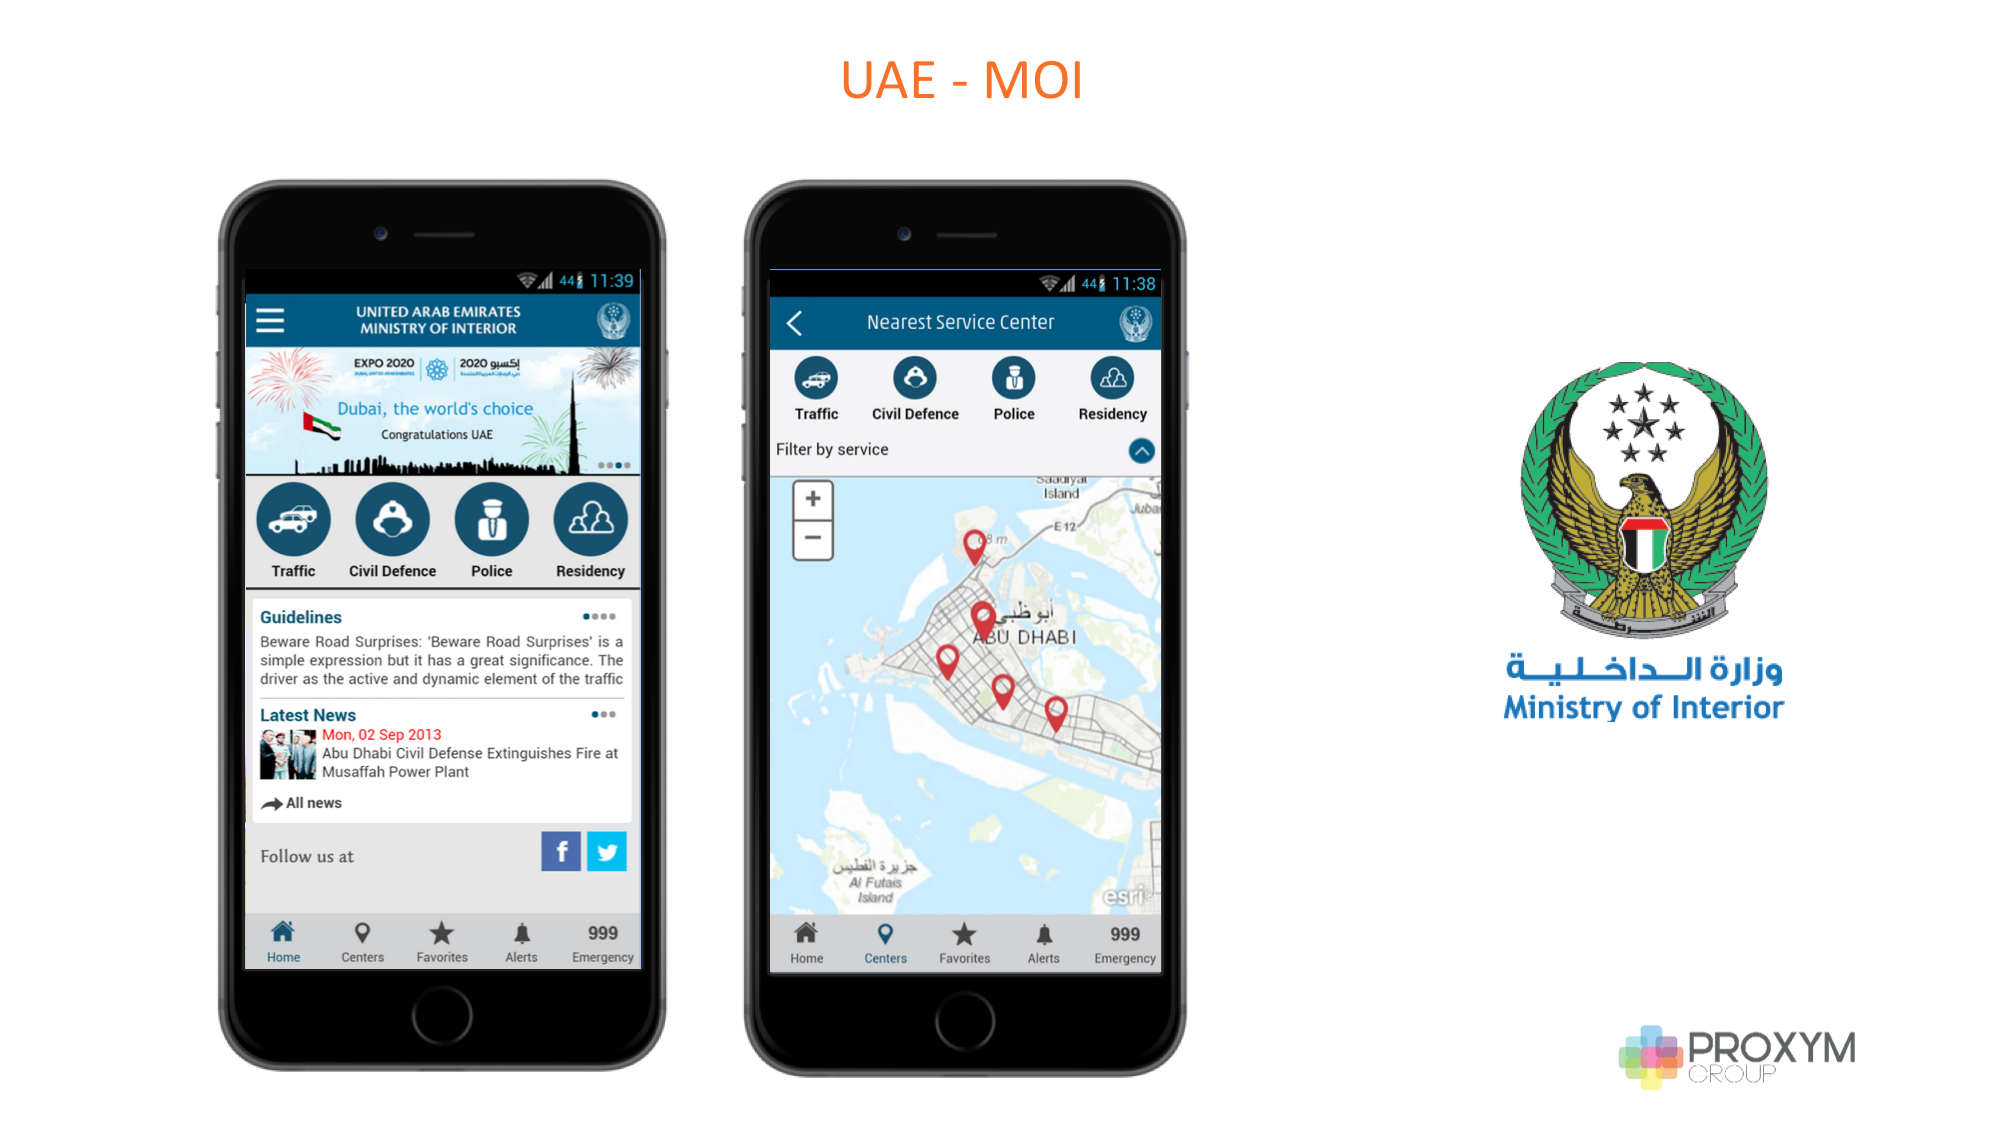 UAE - MOI
44 11:39
UNITED ARAB EMIRATES
MINISTRY OF INTERIOR
EXPO 2020
إكسبو 2020
Dubai, the world's choice
Congratulations UAE
Traffic Civil Defence Police Residency
Guidelines
Beware Road Surprises: 'Beware Road Surprises' is a
simple expression but it has a great significance. The
driver as the active and dynamic element of the traffic
Latest News
Mon, 02 Sep 2013
Abu Dhabi Civil Defense Extinguishes Fire at
Musaffah Power Plant
All news
Follow us at
f
999
Home Centers Favorites Alerts Emergency
44 11:38
Nearest Service Center
Traffic Civil Defence Police Residency
Filter by service
+
−
Saadiyat
Island
E 12
أبو ظبي
ABU DHABI
جزيرة الفطيس
Al Futais
Island
esri
999
Home Centers Favorites Alerts Emergency
الشرطة
وزارة الداخلية
Ministry of Interior
PROXYM
GROUP